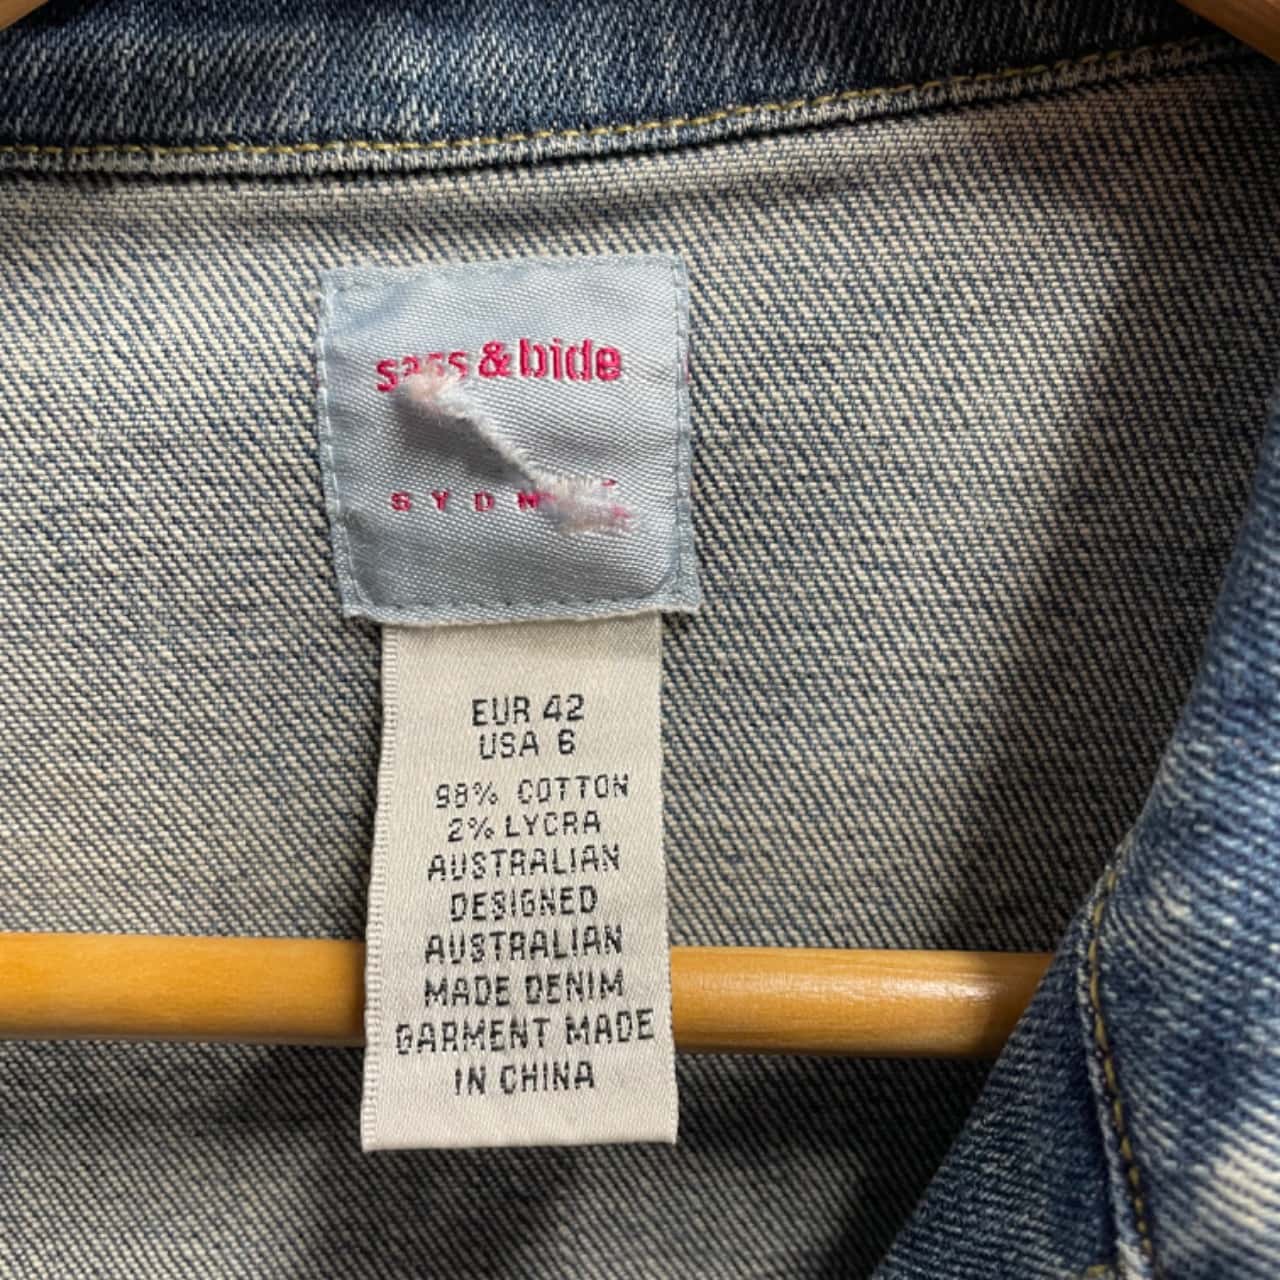 sass & bide
SYDN
EUR 42
USA 6
98% COTTON
2% LYCRA
AUSTRALIAN
DESIGNED
AUSTRALIAN
MADE DENIM
GARMENT MADE
IN CHINA